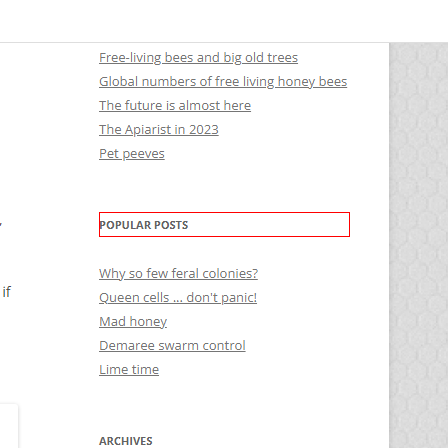 Free-living bees and big old trees
Global numbers of free living honey bees
The future is almost here
The Apiarist in 2023
Pet peeves
POPULAR POSTS
if
Why so few feral colonies?
Queen cells ... don't panic!
Mad honey
Demaree swarm control
Lime time
ARCHIVES